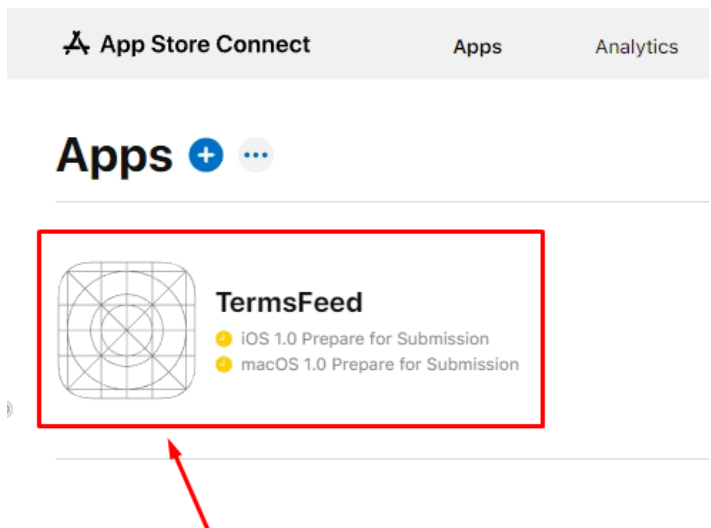 App Store Connect Apps Analytics
Apps
TermsFeed
iOS 1.0 Prepare for Submission
macOS 1.0 Prepare for Submission